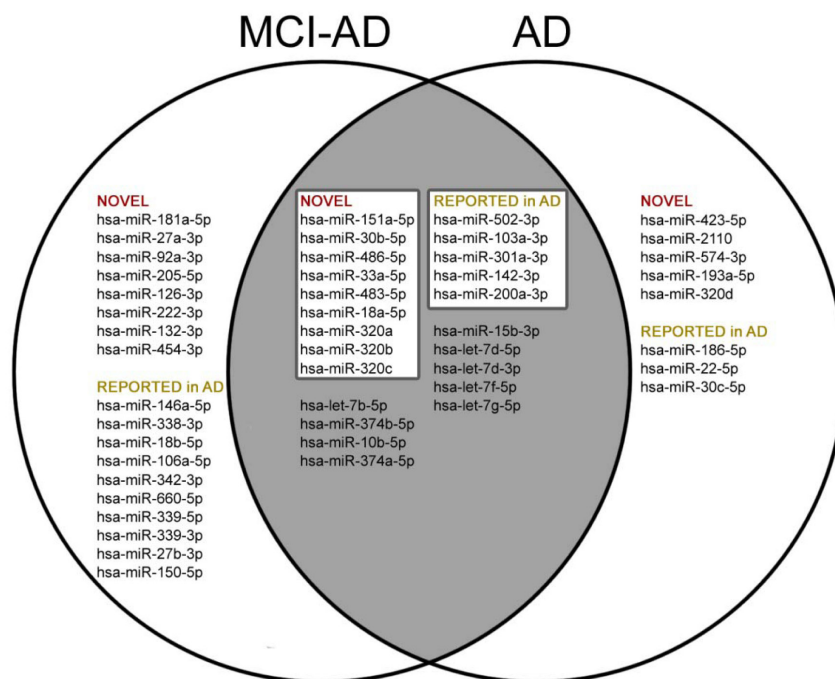 MCI-AD
AD
NOVEL
hsa-miR-181a-5p
hsa-miR-27a-3p
hsa-miR-92a-3p
hsa-miR-205-5p
hsa-miR-126-3p
hsa-miR-222-3p
hsa-miR-132-3p
hsa-miR-454-3p
REPORTED in AD
hsa-miR-146a-5p
hsa-miR-338-3p
hsa-miR-18b-5p
hsa-miR-106a-5p
hsa-miR-342-3p
hsa-miR-660-5p
hsa-miR-339-5p
hsa-miR-339-3p
hsa-miR-27b-3p
hsa-miR-150-5p
NOVEL
hsa-miR-151a-5p
hsa-miR-30b-5p
hsa-miR-486-5p
hsa-miR-33a-5p
hsa-miR-483-5p
hsa-miR-18a-5p
hsa-miR-320a
hsa-miR-320b
hsa-miR-320c
hsa-let-7b-5p
hsa-miR-374b-5p
hsa-miR-10b-5p
hsa-miR-374a-5p
REPORTED in AD
hsa-miR-502-3p
hsa-miR-103a-3p
hsa-miR-301a-3p
hsa-miR-142-3p
hsa-miR-200a-3p
hsa-miR-15b-3p
hsa-let-7d-5p
hsa-let-7d-3p
hsa-let-7f-5p
hsa-let-7g-5p
NOVEL
hsa-miR-423-5p
hsa-miR-2110
hsa-miR-574-3p
hsa-miR-193a-5p
hsa-miR-320d
REPORTED in AD
hsa-miR-186-5p
hsa-miR-22-5p
hsa-miR-30c-5p